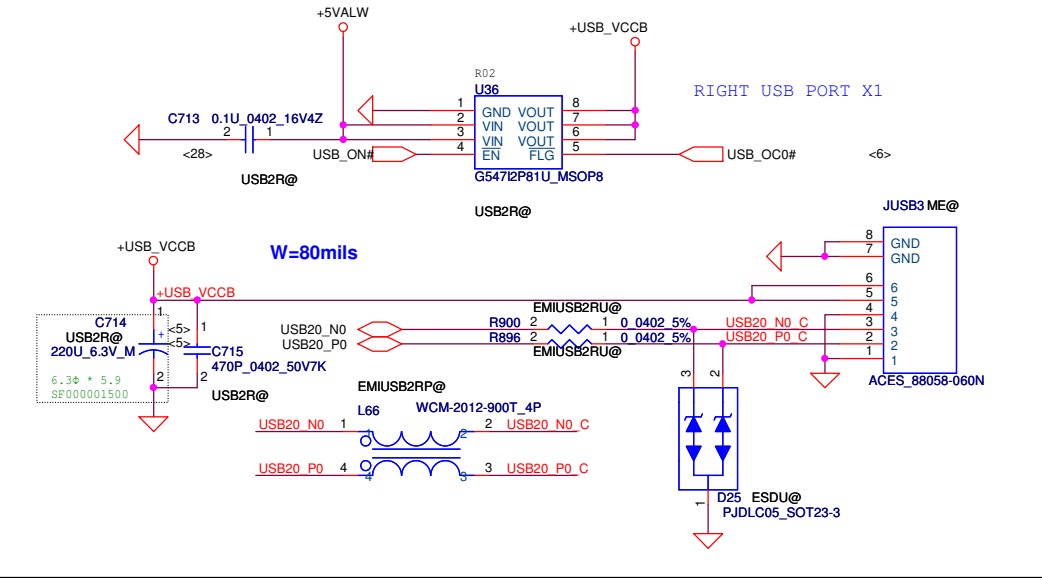 +5VALW
+USB_VCCB
R02
U36
RIGHT USB PORT X1
C713 0.1U_0402_16V4Z
2 1
<28>
USB_ON#
1 GND VOUT 8
2 VIN VOUT 7
3 VIN VOUT 6
4 EN FLG 5
USB_OC0#
<6>
USB2R@
G547I2P81U_MSOP8
USB2R@
JUSB3 ME@
+USB_VCCB
W=80mils
8 GND
7 GND
6 6
5 5
4 4
3 3
2 2
1 1
ACES_88058-060N
+USB_VCCB
EMIUSB2RU@
C714
USB2R@
220U_6.3V_M
1
+
2
6.3Φ * 5.9
SF000001500
<5>
<5>
1
C715
470P_0402_50V7K
2
USB2R@
USB20_N0
R900 2 1 0_0402_5%
USB20_N0_C
USB20_P0
R896 2 1 0_0402_5%
USB20_P0_C
EMIUSB2RU@
EMIUSB2RP@
L66
WCM-2012-900T_4P
USB20_N0 1 1 2 2 USB20_N0_C
USB20_P0 4 4 3 3 USB20_P0_C
3 2
1
D25 ESDU@
PJDLC05_SOT23-3